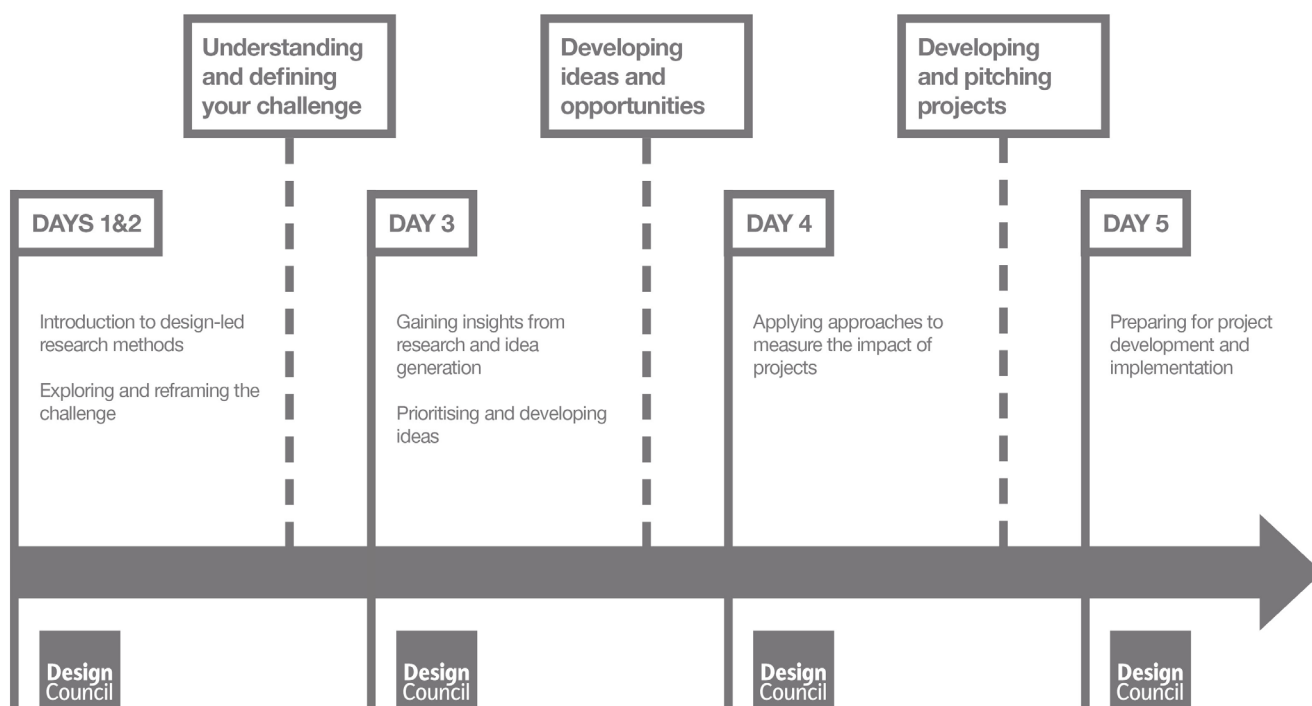 Understanding
and defining
your challenge
Developing
ideas and
opportunities
Developing
and pitching
projects
DAYS 1&2
DAY 3
DAY 4
DAY 5
Introduction to design-led
research methods
Exploring and reframing the
challenge
Gaining insights from
research and idea
generation
Prioritising and developing
ideas
Applying approaches to
measure the impact of
projects
Preparing for project
development and
implementation
Design
Council
Design
Council
Design
Council
Design
Council